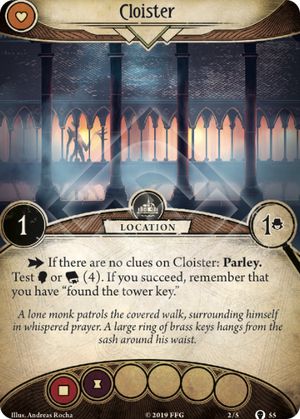 Cloister
1
LOCATION
1
If there are no clues on Cloister: Parley.
Test or (4). If you succeed, remember that
you have “found the tower key.”
A lone monk patrols the covered walk, surrounding himself
in whispered prayer. A large ring of brass keys hangs from the
sash around his waist.
Illus. Andreas Rocha
© 2019 FFG
2/5
55